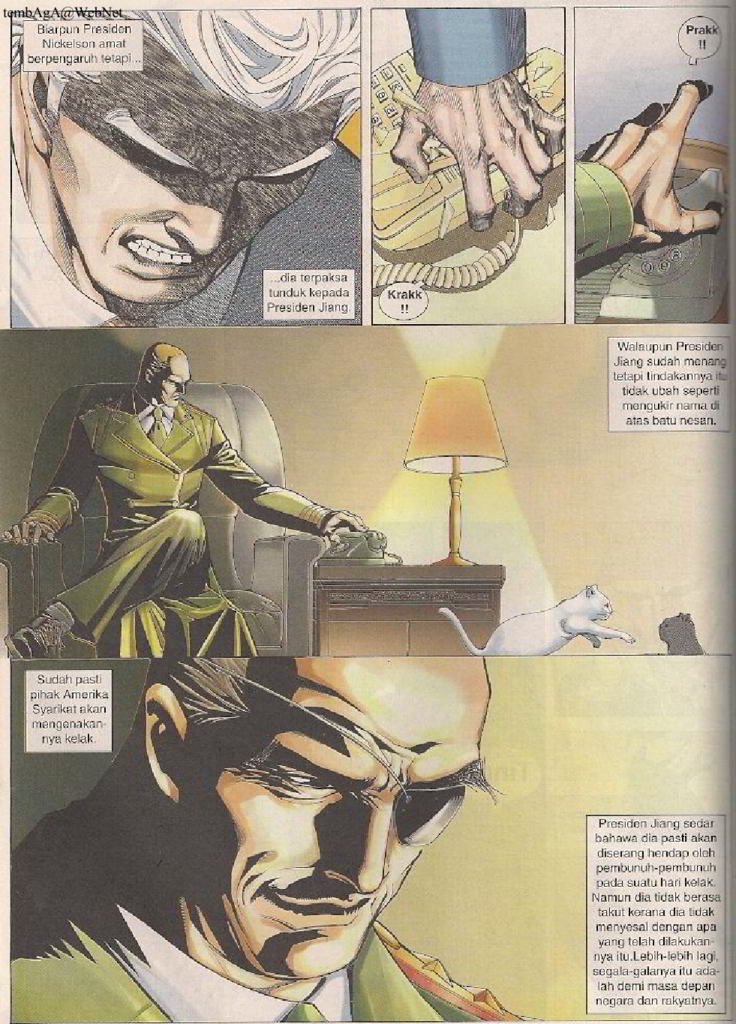 tembAgA@WebNet
Biarpun Presiden
Nickelson amat
berpengaruh tetapi...
...dia terpaksa
tunduk kepada
Presiden Jiang.
Krakk
!!
Prakk
!!
Walaupun Presiden
Jiang sudah menang
tetapi tindakannya itu
tidak ubah seperti
mengukir nama di
atas batu nesan.
Sudah pasti
pihak Amerika
Syarikat akan
mengenakan-
nya kelak.
Presiden Jiang sedar
bahawa dia pasti akan
diserang hendap oleh
pembunuh-pembunuh
pada suatu hari kelak.
Namun dia tidak berasa
takut kerana dia tidak
menyesal dengan apa
yang telah dilakukan-
nya itu.Lebih-lebih lagi,
segala-galanya itu ada-
lah demi masa depan
negara dan rakyatnya.